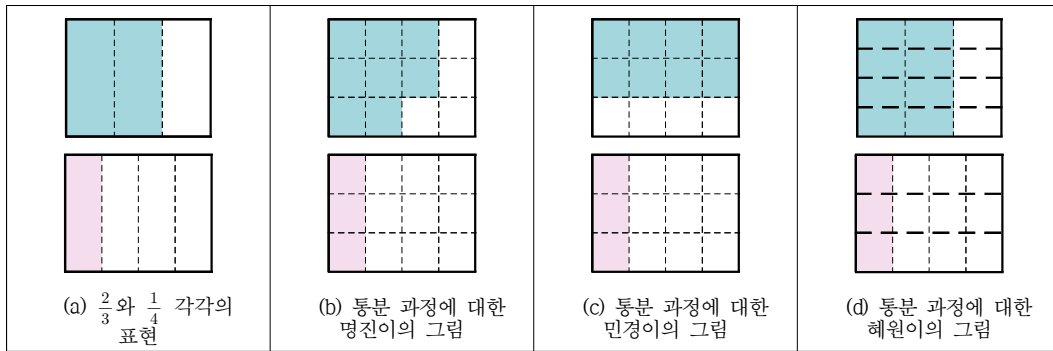 (a) $\frac{2}{3}$와 $\frac{1}{4}$ 각각의
표현
(b) 통분 과정에 대한
명진이의 그림
(c) 통분 과정에 대한
민경이의 그림
(d) 통분 과정에 대한
혜원이의 그림